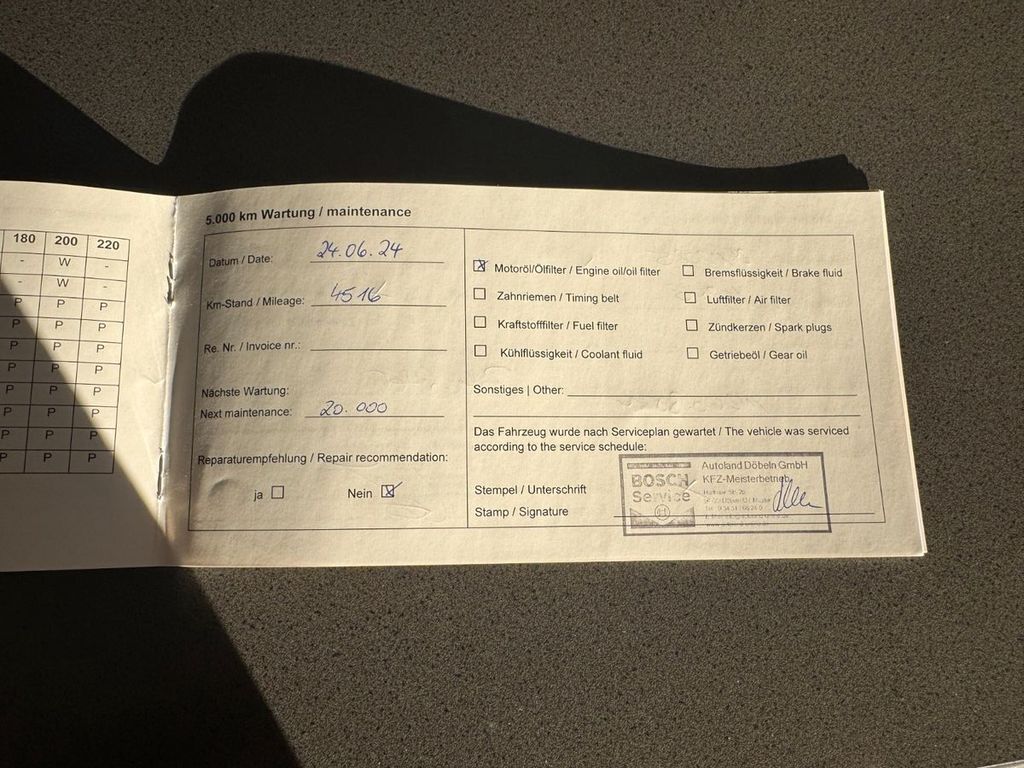 180 200 220
- W -
- W -
P P P
P P P
P P P
P P P
P P P
P P P
P P P
P P P
5.000 km Wartung / maintenance
Datum / Date: 24.06.24
Km-Stand / Mileage: 4516
Re. Nr. / Invoice nr.:
Nächste Wartung:
Next maintenance: 20.000
Reparaturempfehlung / Repair recommendation:
ja ☐ Nein ☒
☒ Motoröl/Ölfilter / Engine oil/oil filter
☐ Zahnriemen / Timing belt
☐ Kraftstofffilter / Fuel filter
☐ Kühlflüssigkeit / Coolant fluid
☐ Bremsflüssigkeit / Brake fluid
☐ Luftfilter / Air filter
☐ Zündkerzen / Spark plugs
☐ Getriebeöl / Gear oil
Sonstiges | Other:
Das Fahrzeug wurde nach Serviceplan gewartet / The vehicle was serviced
according to the service schedule:
Stempel / Unterschrift
Stamp / Signature
BOSCH
Service
Autoland Döbeln GmbH
KFZ-Meisterbetrieb